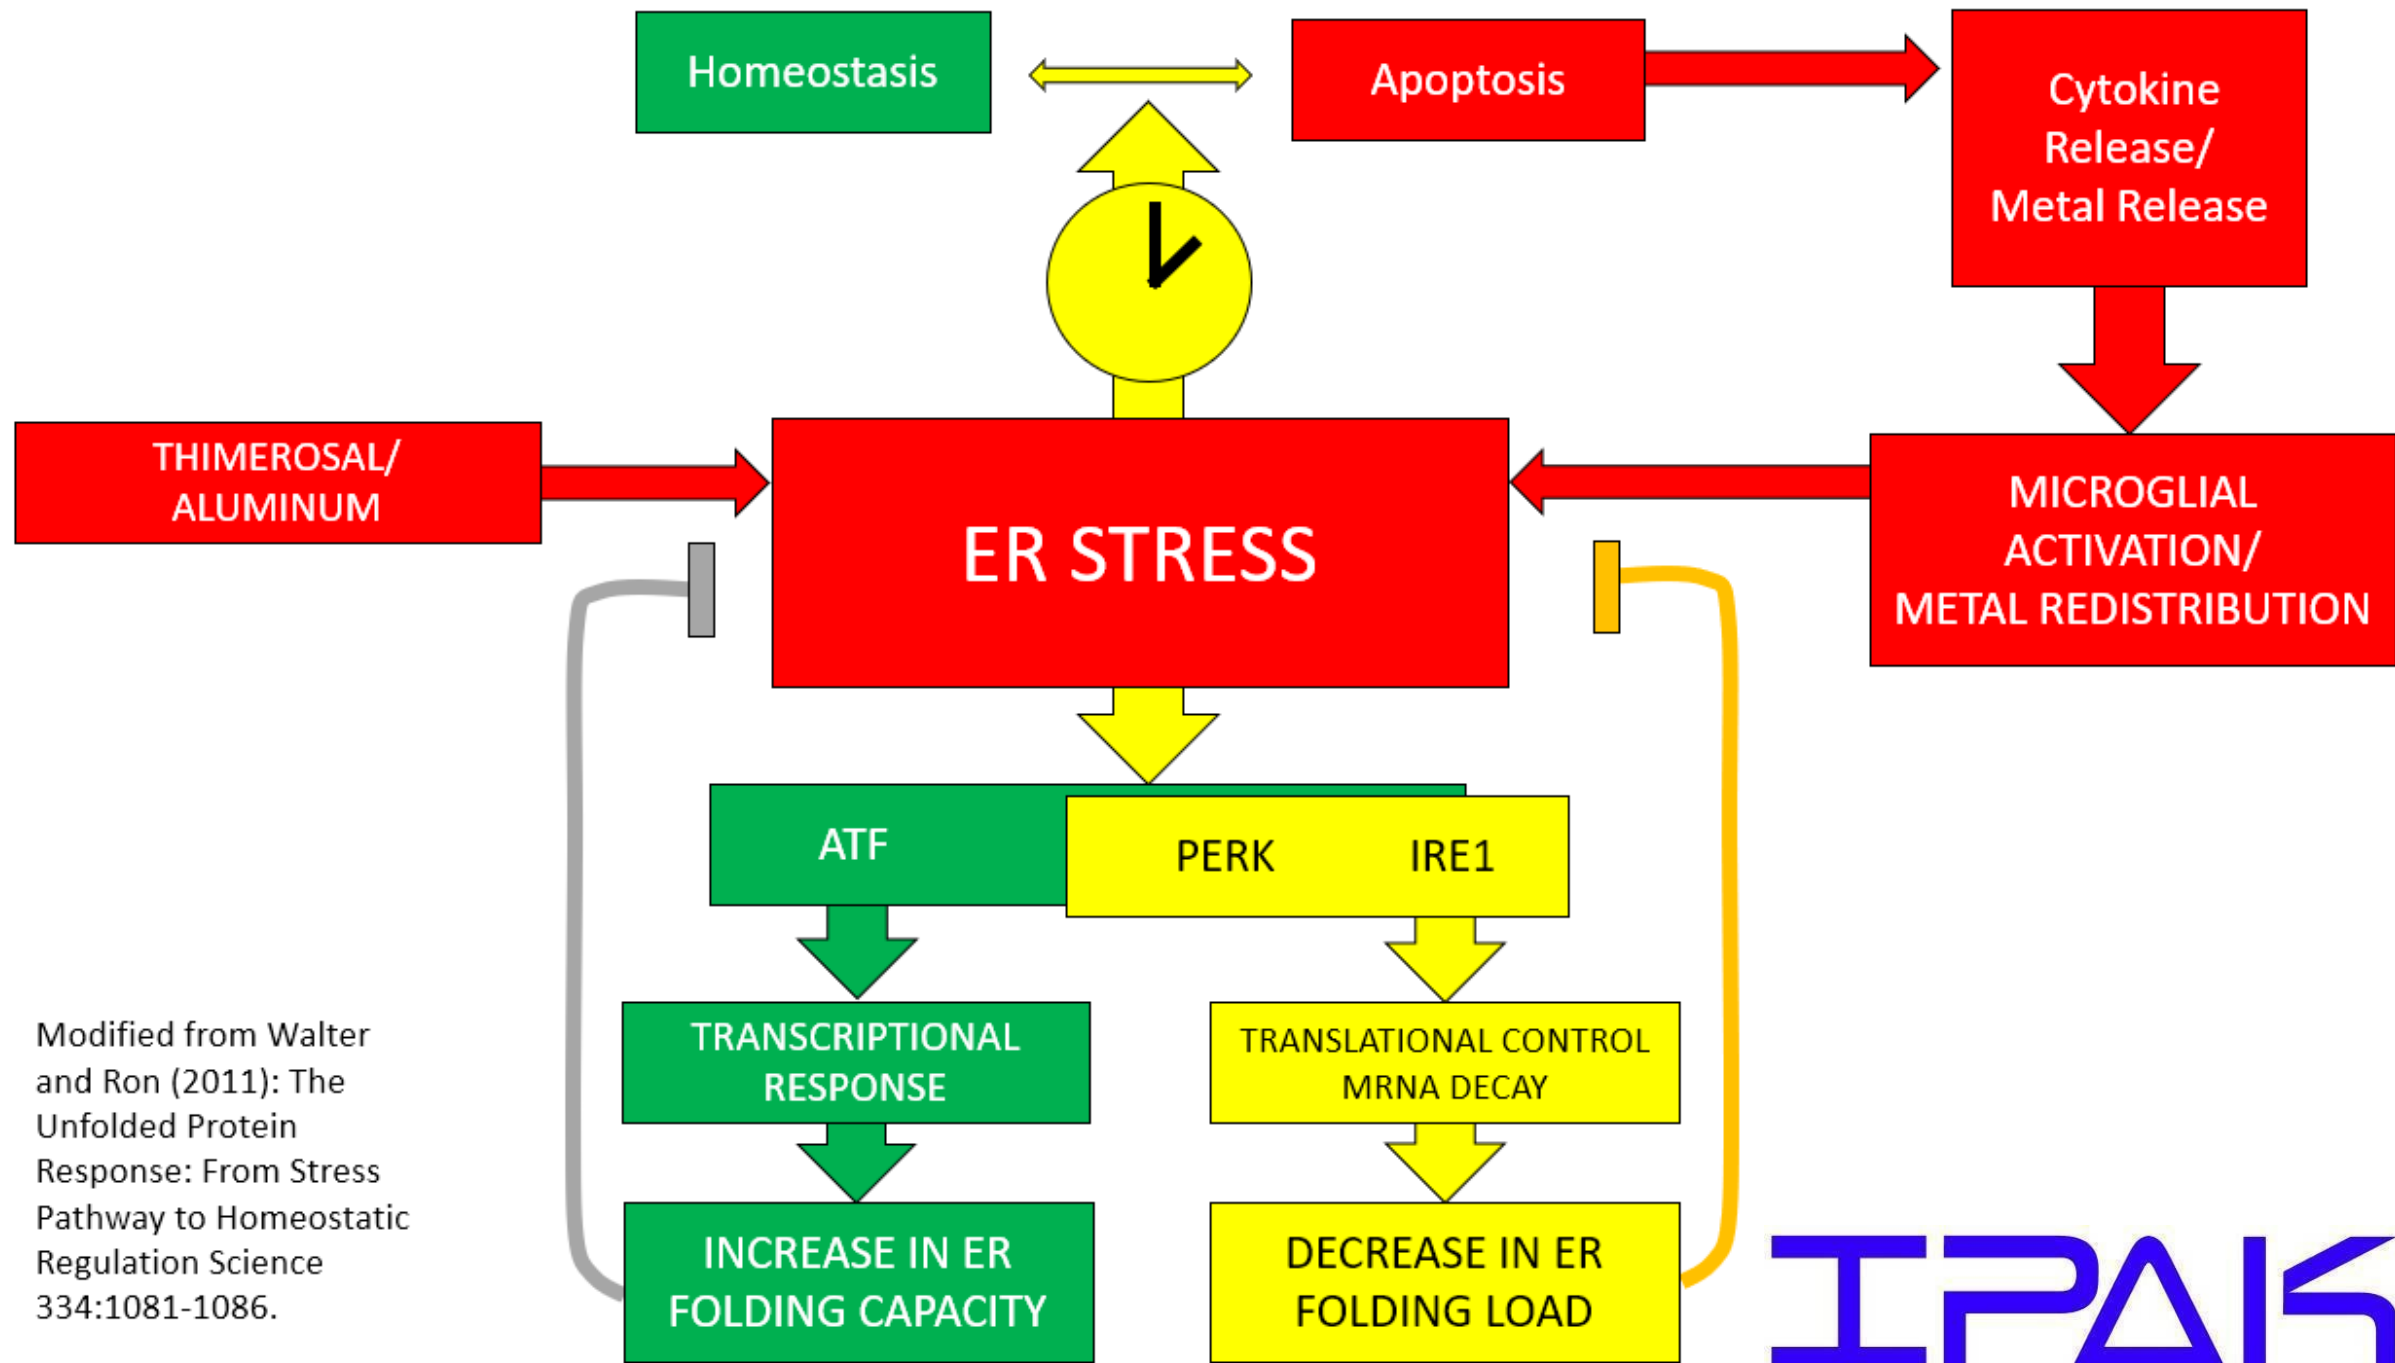 Homeostasis
Apoptosis
Cytokine
Release/
Metal Release
THIMEROSAL/
ALUMINUM
ER STRESS
MICROGLIAL
ACTIVATION/
METAL REDISTRIBUTION
ATF
PERK
IRE1
TRANSCRIPTIONAL
RESPONSE
TRANSLATIONAL CONTROL
MRNA DECAY
INCREASE IN ER
FOLDING CAPACITY
DECREASE IN ER
FOLDING LOAD
Modified from Walter
and Ron (2011): The
Unfolded Protein
Response: From Stress
Pathway to Homeostatic
Regulation Science
334:1081-1086.
IPAK